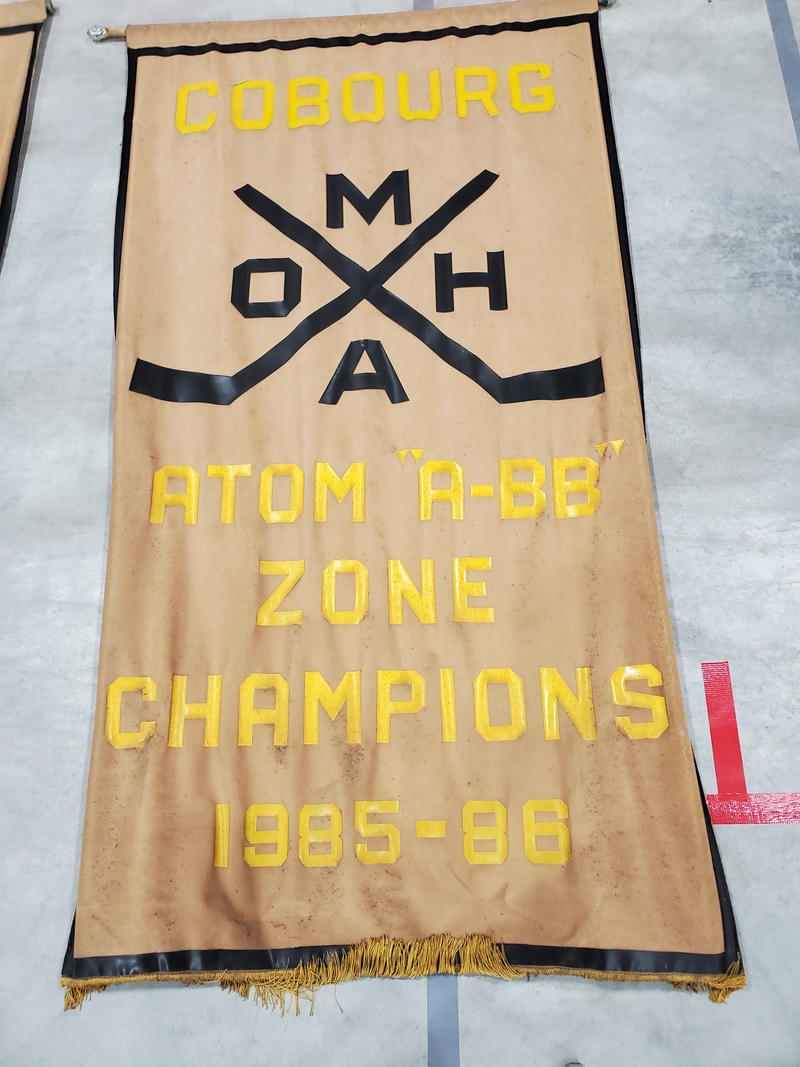 COBOURG
M
O H
A
ATOM "A-BB"
ZONE
CHAMPIONS
1985-86